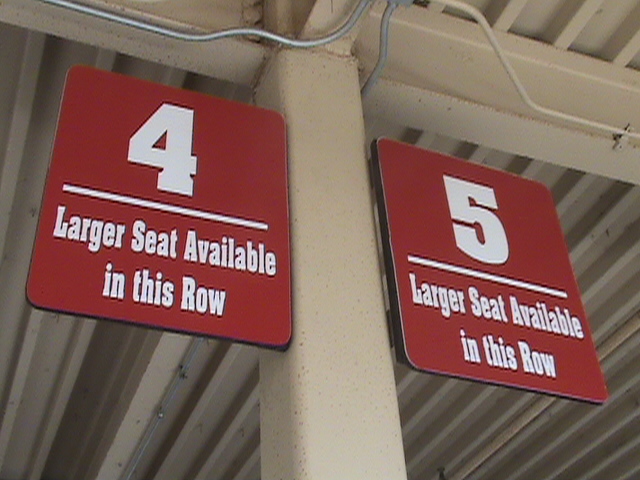 4
Larger Seat Available
in this Row
5
Larger Seat Available
in this Row